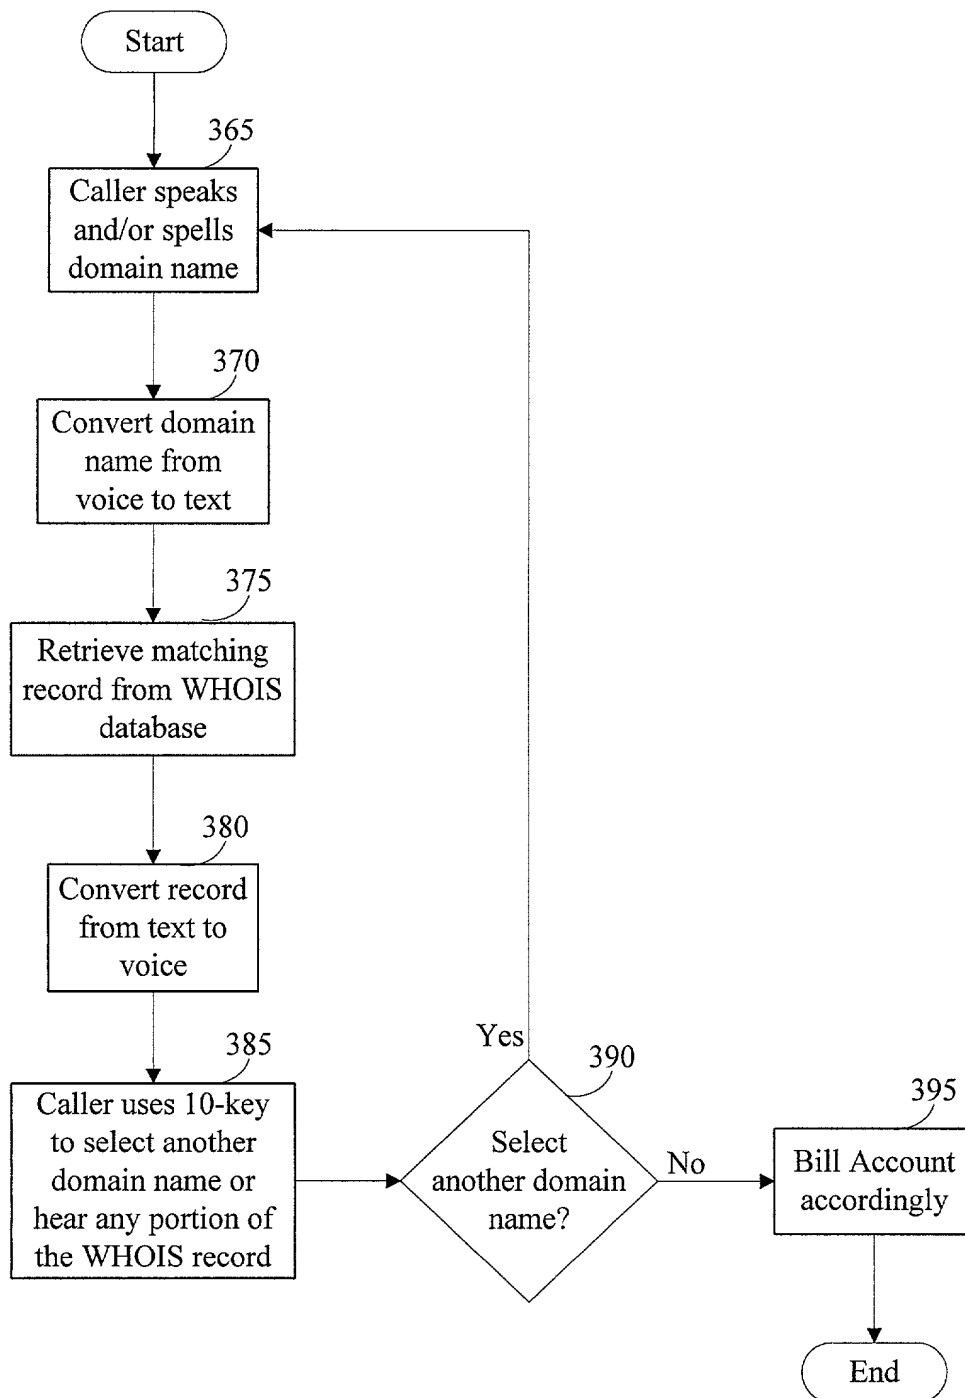 Start
365
Caller speaks
and/or spells
domain name
370
Convert domain
name from
voice to text
375
Retrieve matching
record from WHOIS
database
380
Convert record
from text to
voice
385
Caller uses 10-key
to select another
domain name or
hear any portion of
the WHOIS record
Yes
390
Select
another domain
name?
No
395
Bill Account
accordingly
End